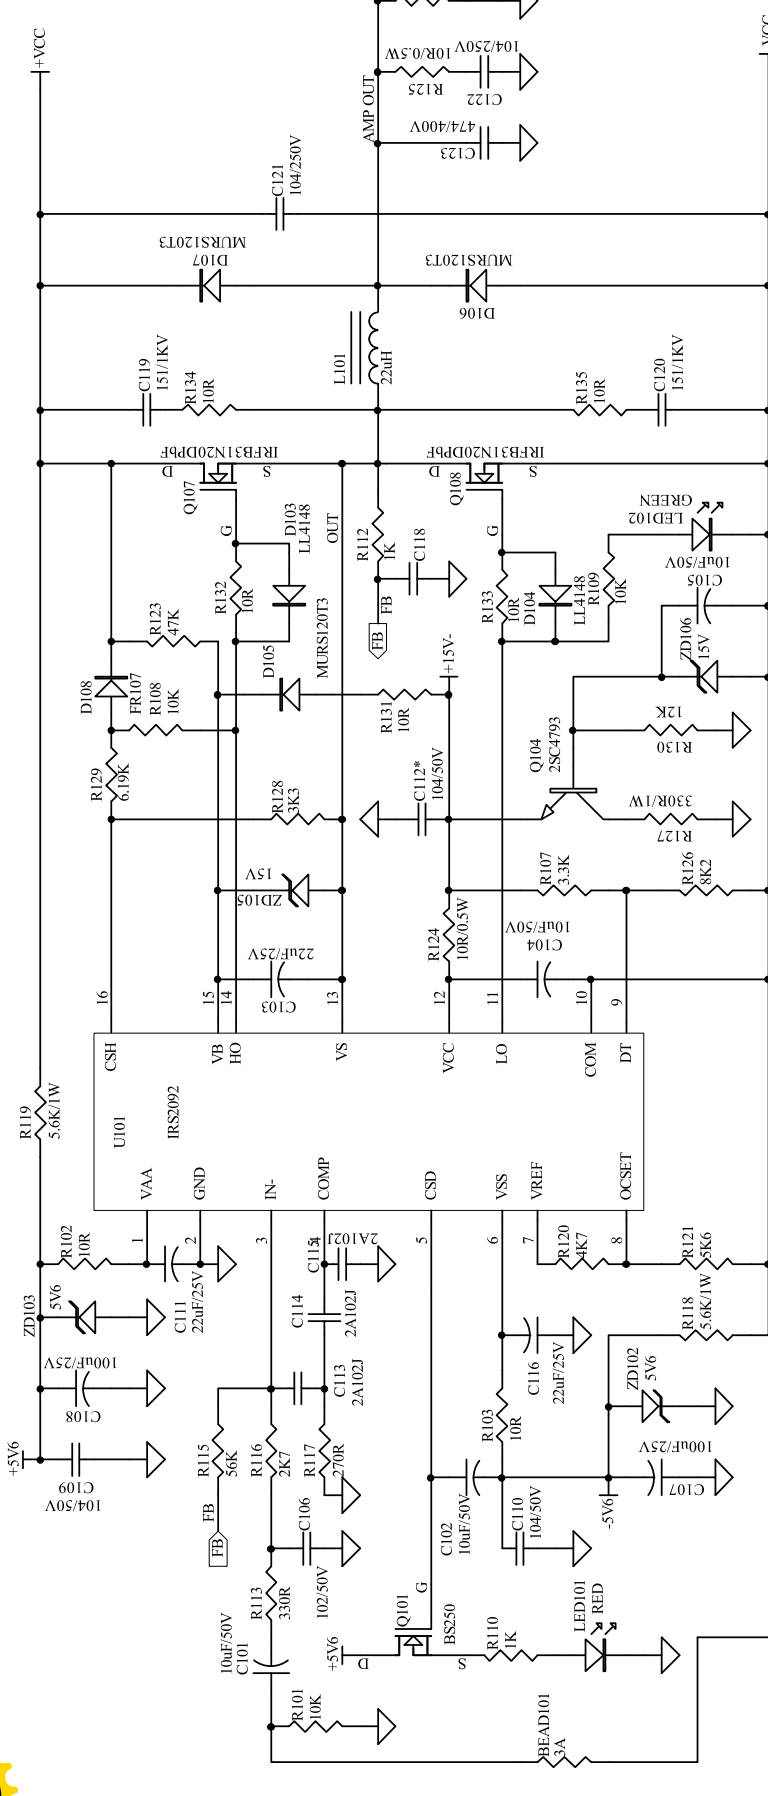 +VCC
VCC
10R/0.5W
104/250V
R125
C122
AMP OUT
474/400V
C123
C121
104/250V
MURS120T3
D107
MURS120T3
D106
L101
22uH
C119
151/1KV
R134
10R
R135
10R
C120
151/1KV
IRFB31N20DPbF
D
S
Q107
G
IRFB31N20DPbF
D
S
Q108
G
D103
LL4148
OUT
R112
1K
C118
FB
FB
R132
10R
R133
10R
D104
LL4148
R109
10K
GREEN
LED102
10uF/50V
C105
ZD106
15V
R123
47K
D105
MURS120T3
+15V-
D108
FR107
R108
10K
R131
10R
R129
6.19K
R128
3K3
C112*
104/50V
Q104
2SC4793
12K
R130
330R/1W
R127
15V
ZD105
R107
3.3K
R126
8K2
R124
10R/0.5W
22uF/25V
C103
10uF/50V
C104
16
15
14
13
12
11
10
9
CSH
VB
HO
VS
VCC
LO
COM
DT
U101
IRS2092
R119
5.6K/1W
VAA
GND
IN-
COMP
CSD
VSS
VREF
OCSET
1
2
3
4
5
6
7
8
R102
10R
C111
22uF/25V
ZD103
5V6
100uF/25V
C108
+5V6
C109
104/50V
C115
2A102J
C114
2A102J
C113
2A102J
R120
4K7
R121
5K6
R118
5.6K/1W
C116
22uF/25V
ZD102
5V6
R103
10R
100uF/25V
C107
-5V6
R115
56K
R116
2K7
R117
270R
FB
FB
C106
102/50V
C102
10uF/50V
C110
104/50V
R113
330R
10uF/50V
C101
R101
10K
+5V6
D
S
G
Q101
BS250
R110
1K
LED101
RED
BEAD101
3A